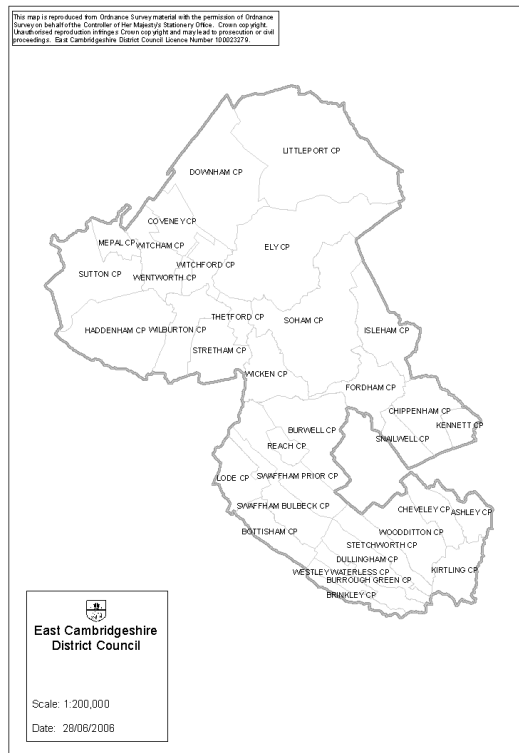 This map is reproduced from Ordnance Survey material with the permission of Ordnance
Survey on behalf of the Controller of Her Majesty's Stationery Office. Crown copyright.
Unauthorised reproduction infringes Crown copyright and may lead to prosecution or civil
proceedings. East Cambridgeshire District Council Licence Number 100023279.
LITTLEPORT CP
DOWNHAM CP
COVENEY CP
MEPAL CP
WITCHAM CP
ELY CP
WITCHFORD CP
SUTTON CP
WENTWORTH CP
THETFORD CP
SOHAM CP
HADDENHAM CP
WILBURTON CP
ISLEHAM CP
STRETHAM CP
WICKEN CP
FORDHAM CP
CHIPPENHAM CP
KENNETT CP
BURWELL CP
SNAILWELL CP
REACH CP
LODE CP
SWAFFHAM PRIOR CP
SWAFFHAM BULBECK CP
CHEVELEY CP
ASHLEY CP
BOTTISHAM CP
WOODDITTON CP
STETCHWORTH CP
DULLINGHAM CP
WESTLEY WATERLESS CP
KIRTLING CP
BURROUGH GREEN CP
BRINKLEY CP
East Cambridgeshire
District Council
Scale: 1:200,000
Date: 28/06/2006